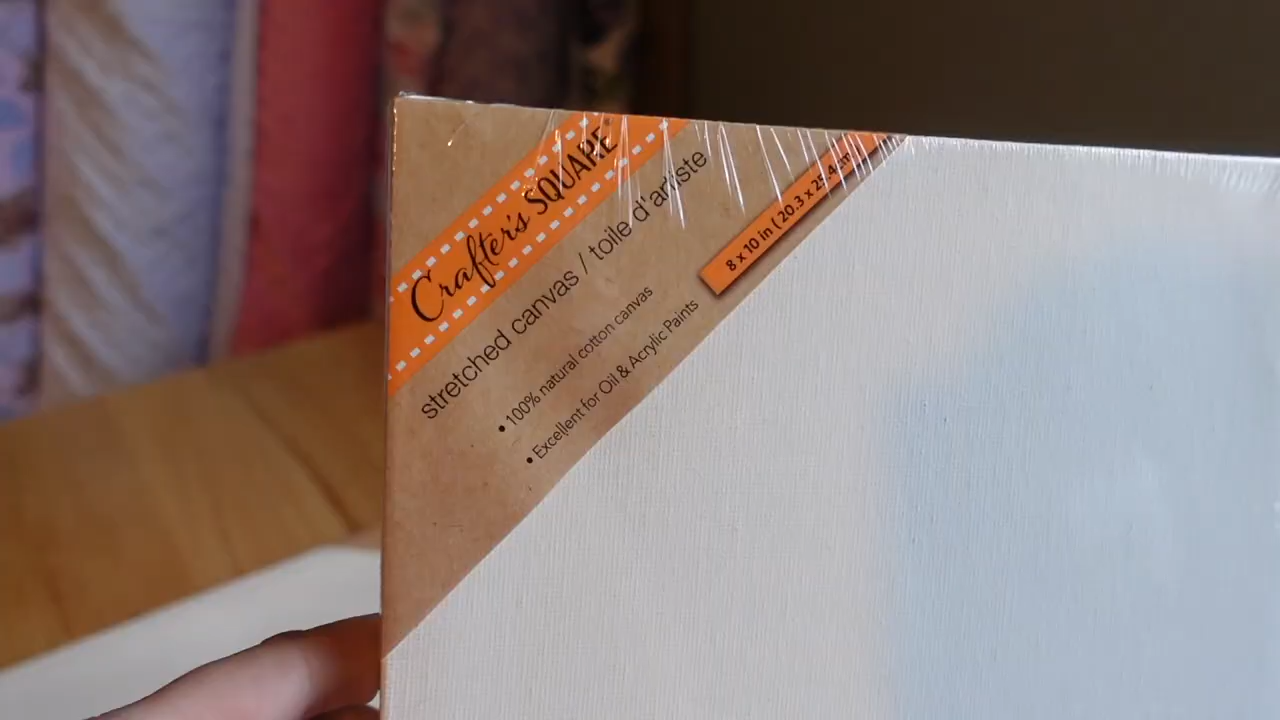 Crafter's SQUARE
stretched canvas / toile d'artiste
• 100% natural cotton canvas
• Excellent for Oil & Acrylic Paints
8 x 10 in ( 20.3 x 25.4 cm